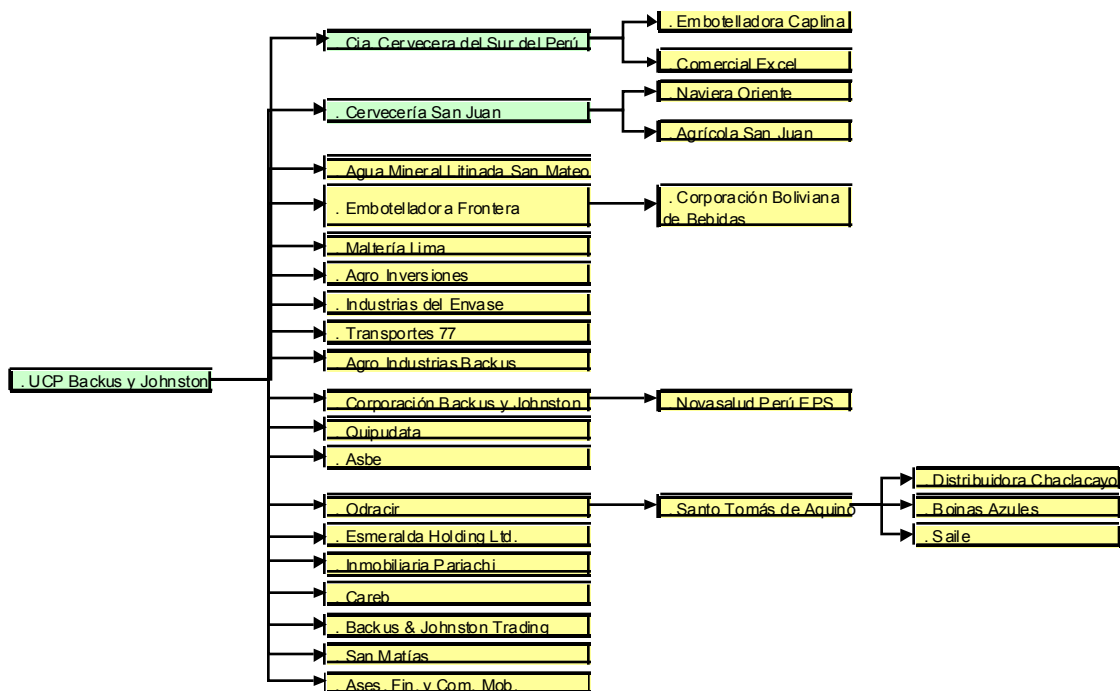 . UCP Backus y Johnston
. Cia. Cervecera del Sur del Perú
. Embotelladora Caplina
. Comercial Excel
. Cervecería San Juan
. Naviera Oriente
. Agrícola San Juan
. Agua Mineral Litinada San Mateo
. Embotelladora Frontera
. Corporación Boliviana
de Bebidas
. Maltería Lima
. Agro Inversiones
. Industrias del Envase
. Transportes 77
. Agro Industrias Backus
. Corporación Backus y Johnston
. Novasalud Perú EPS
. Quipudata
. Asbe
. Odracir
. Santo Tomás de Aquino
. Distribuidora Chaclacayo
. Boinas Azules
. Saile
. Esmeralda Holding Ltd.
. Inmobiliaria Pariachi
. Careb
. Backus & Johnston Trading
. San Matías
. Ases. Fin. y Com. Mob.